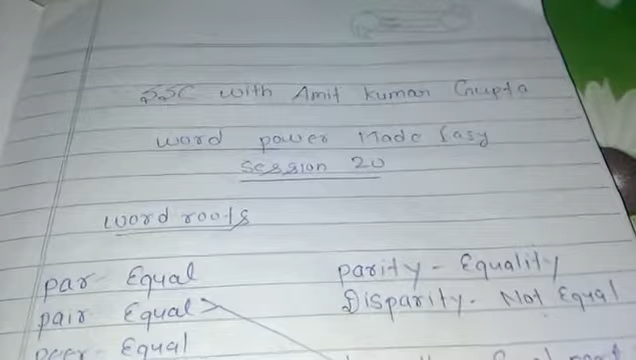 SSC with Amit Kumar Gupta
word power Made Easy
Session 20
word roots
par Equal
parity - Equality
pair Equal
Disparity - Not Equal
peer - Equal